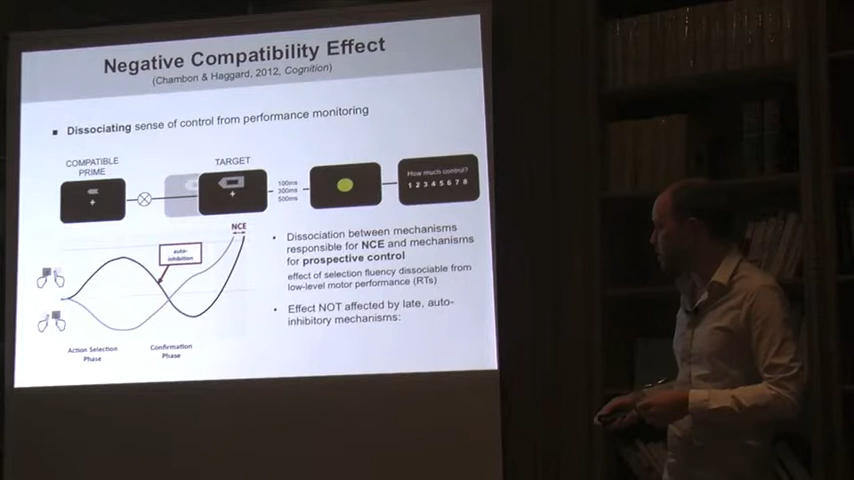 Negative Compatibility Effect
(Chambon & Haggard, 2012, Cognition)
▪ Dissociating sense of control from performance monitoring
COMPATIBLE
PRIME
TARGET
100ms
300ms
500ms
How much control?
1 2 3 4 5 6 7 8
NCE
auto-
inhibition
Action Selection
Phase
Confirmation
Phase
• Dissociation between mechanisms
responsible for NCE and mechanisms
for prospective control
effect of selection fluency dissociable from
low-level motor performance (RTs)
• Effect NOT affected by late, auto-
inhibitory mechanisms: